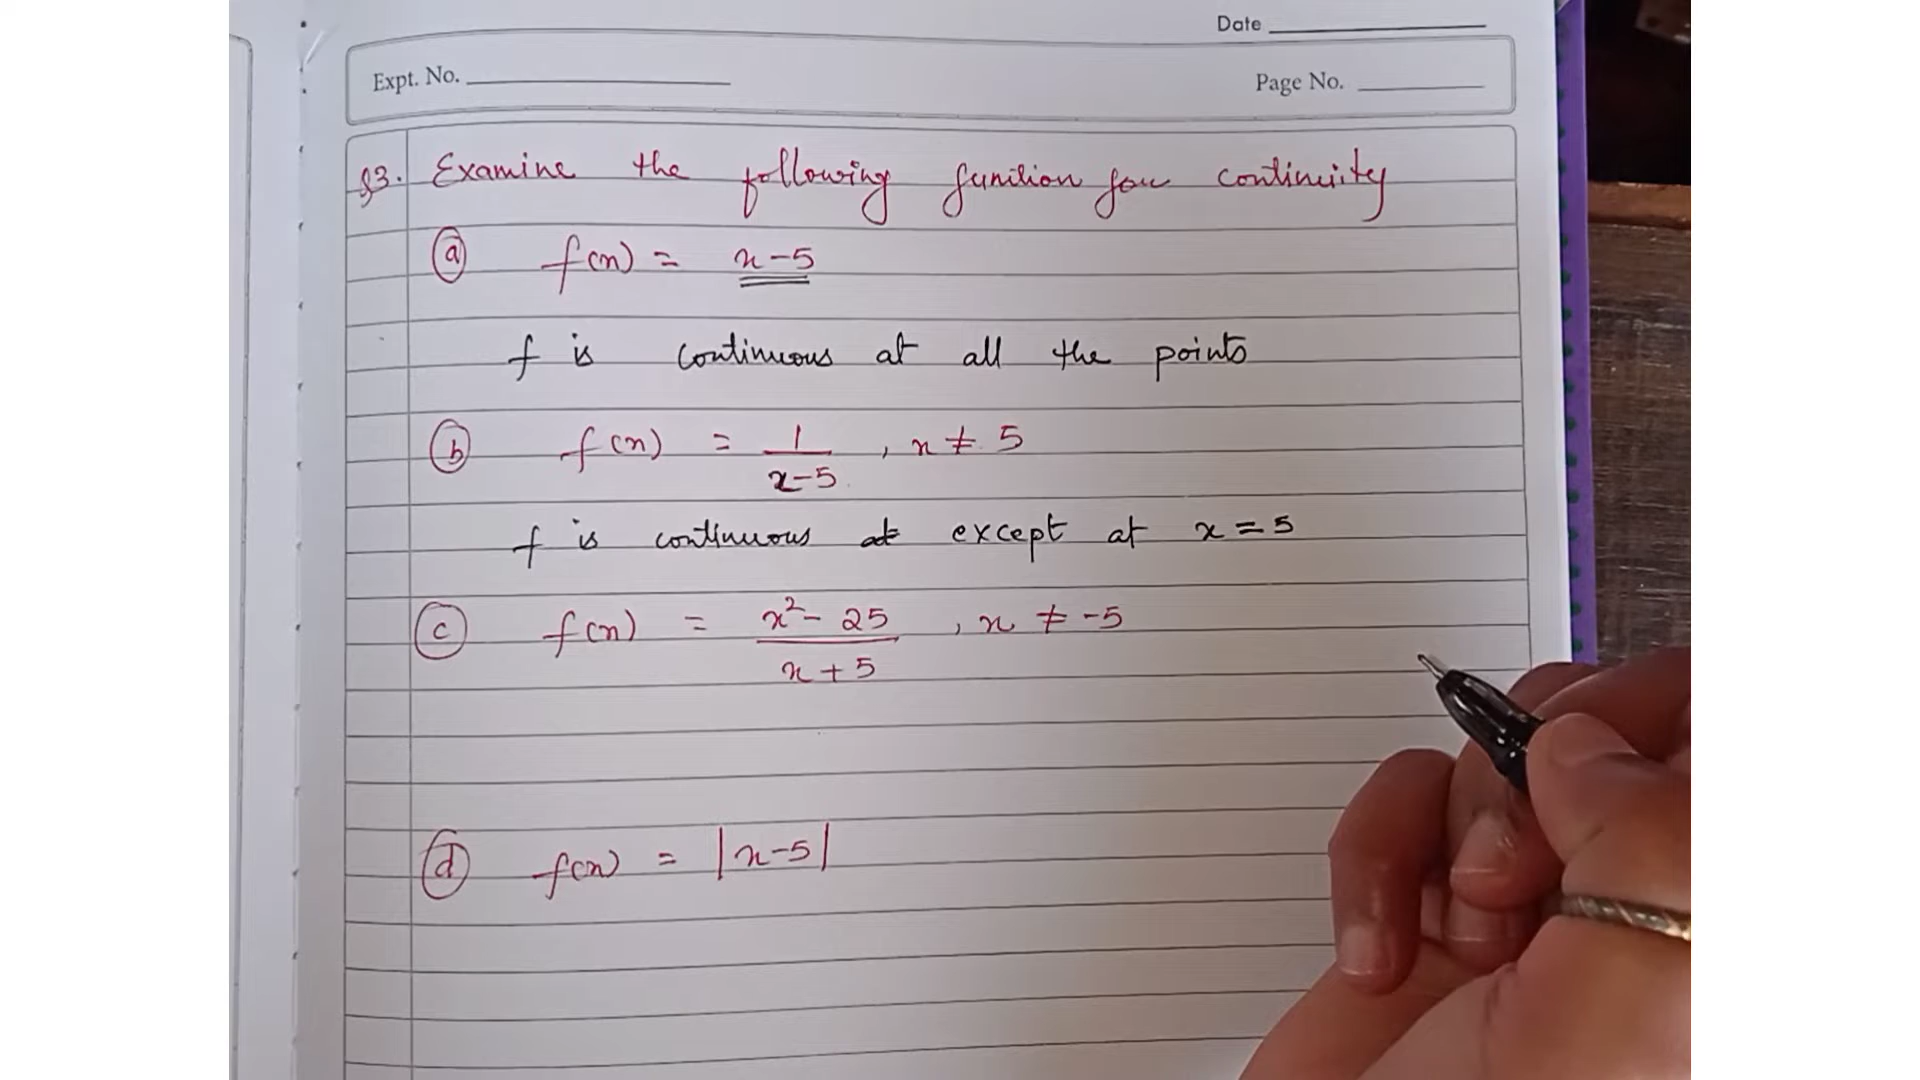 Date
Expt. No.
Page No.
Q3. Examine the following function for continuity
(a) f(x) = x-5
f is continuous at all the points
(b) f(x) = 1/(x-5) , x ≠ 5
f is continuous at except at x = 5
(c) f(x) = (x² - 25)/(x + 5) , x ≠ -5
(d) f(x) = |x-5|